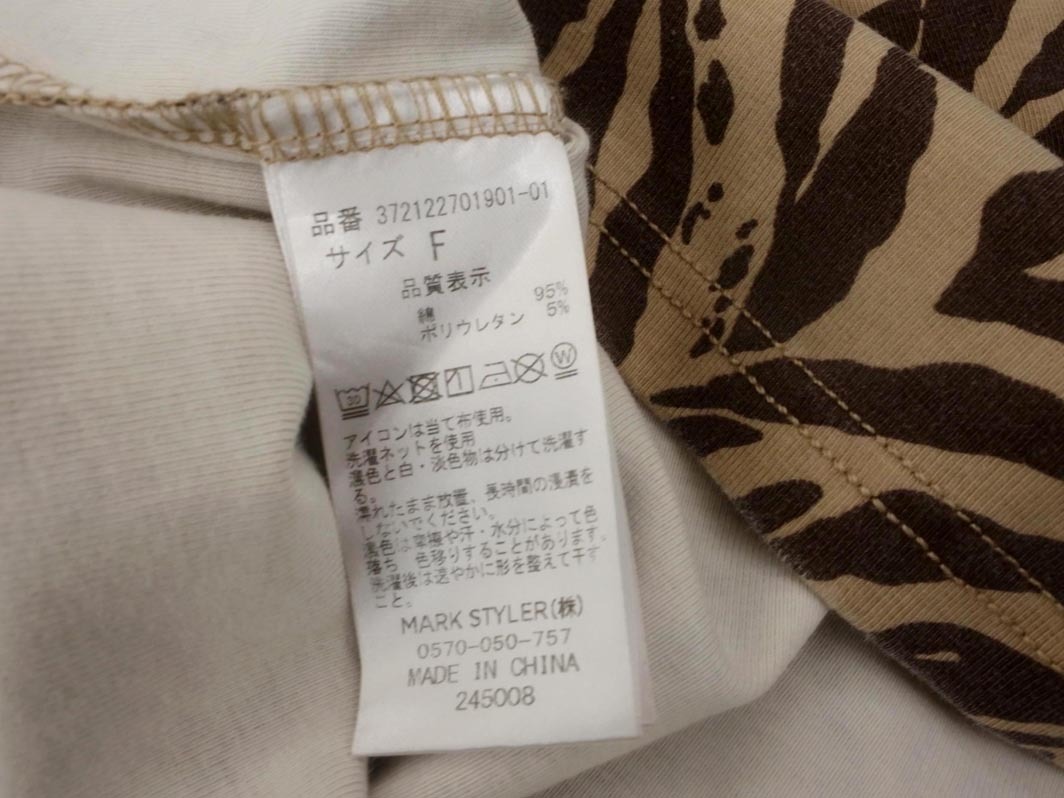 品番 372122701901-01
サイズ F
品質表示
綿 95%
ポリウレタン 5%
30
W
アイコンは当て布使用。
洗濯ネットを使用
濃色と白・淡色物は分けて洗濯す
る。
濡れたまま放置、長時間の浸漬を
しないでください。
濃色は摩擦や汗・水分によって色
落ち 色移りすることがあります。
洗濯後は速やかに形を整えて干す
こと。
MARK STYLER(株)
0570-050-757
MADE IN CHINA
245008